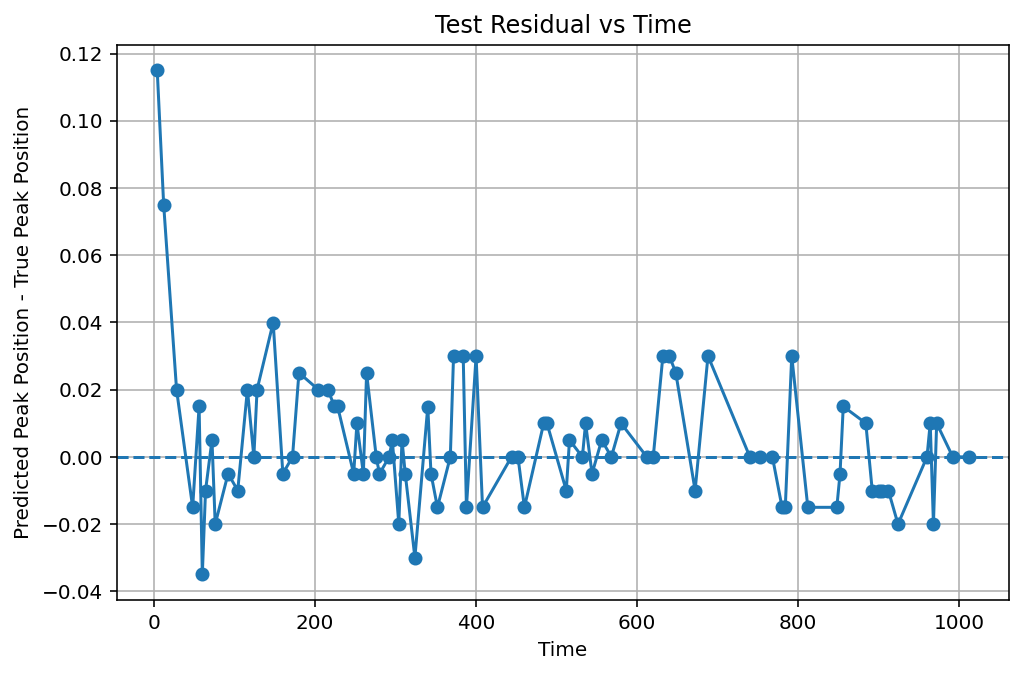 Test Residual vs Time
Predicted Peak Position - True Peak Position
0.12
0.10
0.08
0.06
0.04
0.02
0.00
−0.02
−0.04
0 200 400 600 800 1000
Time